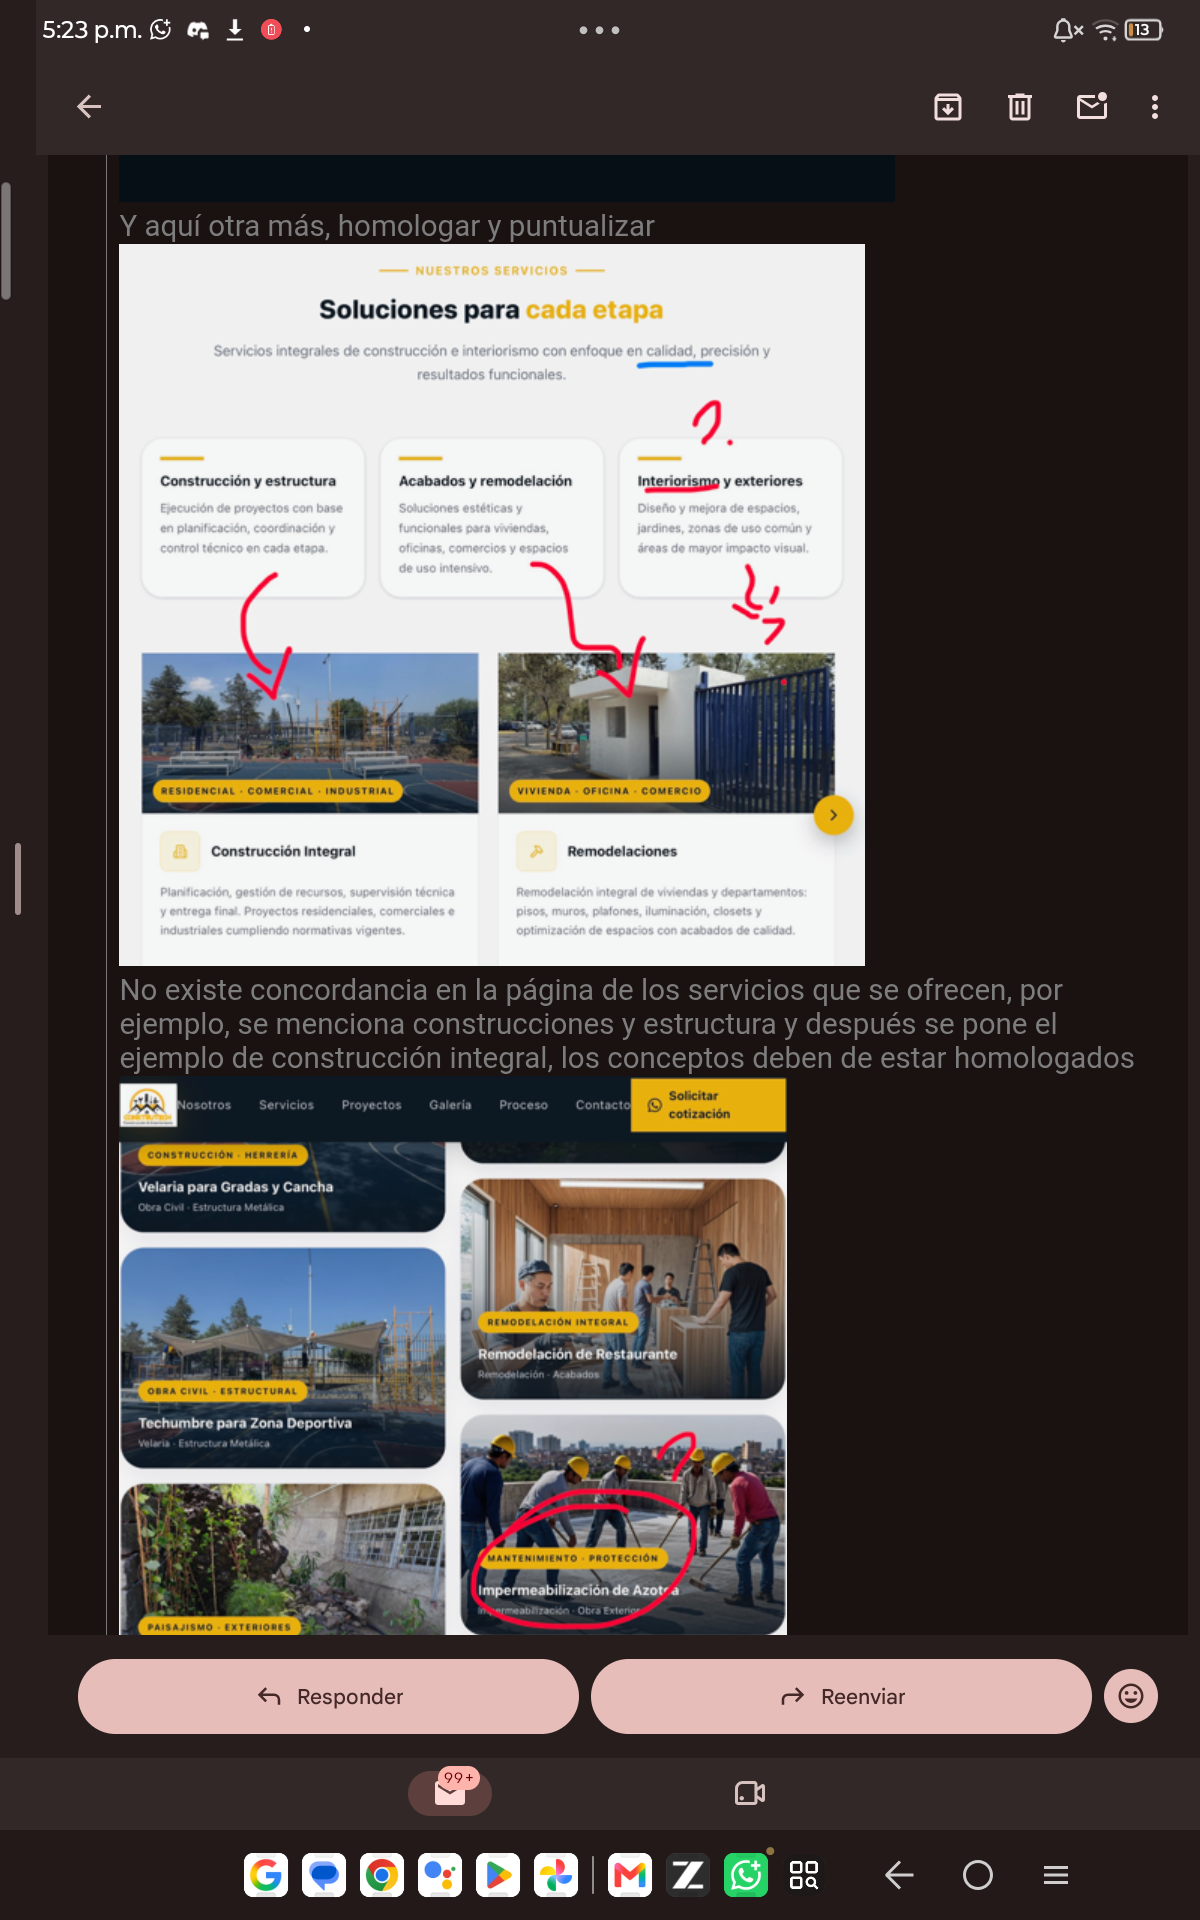 5:23 p.m.
13
Y aquí otra más, homologar y puntualizar
NUESTROS SERVICIOS
Soluciones para cada etapa
Servicios integrales de construcción e interiorismo con enfoque en calidad, precisión y
resultados funcionales.
?
Construcción y estructura
Ejecución de proyectos con base
en planificación, coordinación y
control técnico en cada etapa.
Acabados y remodelación
Soluciones estéticas y
funcionales para viviendas,
oficinas, comercios y espacios
de uso intensivo.
Interiorismo y exteriores
Diseño y mejora de espacios,
jardines, zonas de uso común y
áreas de mayor impacto visual.
RESIDENCIAL · COMERCIAL · INDUSTRIAL
Construcción Integral
Planificación, gestión de recursos, supervisión técnica
y entrega final. Proyectos residenciales, comerciales e
industriales cumpliendo normativas vigentes.
VIVIENDA · OFICINA · COMERCIO
Remodelaciones
Remodelación integral de viviendas y departamentos:
pisos, muros, plafones, iluminación, closets y
optimización de espacios con acabados de calidad.
No existe concordancia en la página de los servicios que se ofrecen, por
ejemplo, se menciona construcciones y estructura y después se pone el
ejemplo de construcción integral, los conceptos deben de estar homologados
Nosotros Servicios Proyectos Galería Proceso Contacto
Solicitar
cotización
CONSTRUCCIÓN · HERRERÍA
Velaria para Gradas y Cancha
Obra Civil · Estructura Metálica
OBRA CIVIL · ESTRUCTURAL
Techumbre para Zona Deportiva
Velaria · Estructura Metálica
PAISAJISMO · EXTERIORES
REMODELACIÓN INTEGRAL
Remodelación de Restaurante
Remodelación · Acabados
?
MANTENIMIENTO · PROTECCIÓN
Impermeabilización de Azotea
Impermeabilización · Obra Exterior
Responder
Reenviar
99+